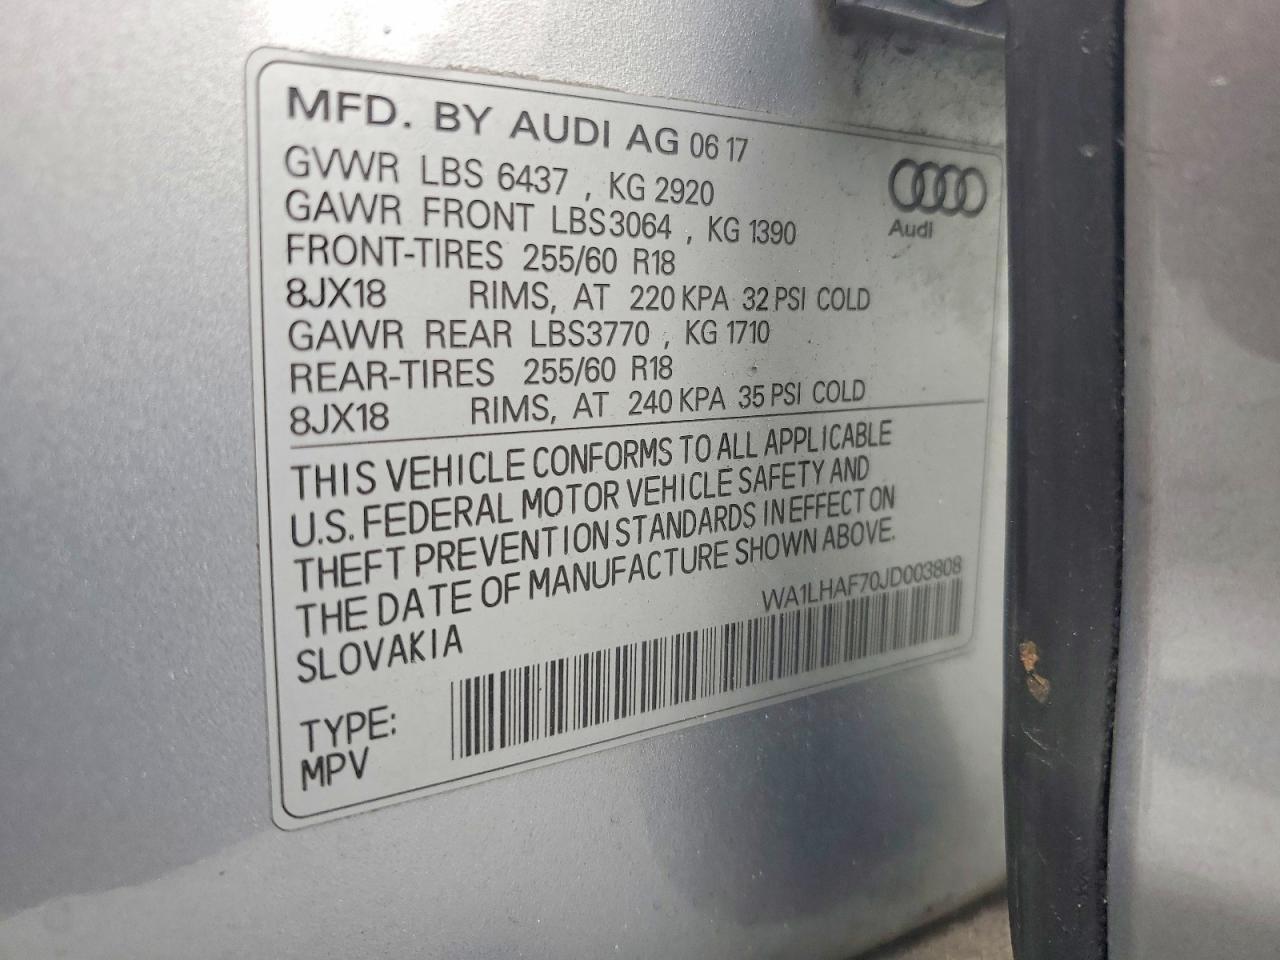 MFD. BY AUDI AG 06 17
GVWR LBS 6437 , KG 2920
GAWR FRONT LBS3064 , KG 1390
FRONT-TIRES 255/60 R18
8JX18 RIMS, AT 220 KPA 32 PSI COLD
GAWR REAR LBS3770 , KG 1710
REAR-TIRES 255/60 R18
8JX18 RIMS, AT 240 KPA 35 PSI COLD
Audi
THIS VEHICLE CONFORMS TO ALL APPLICABLE
U.S. FEDERAL MOTOR VEHICLE SAFETY AND
THEFT PREVENTION STANDARDS IN EFFECT ON
THE DATE OF MANUFACTURE SHOWN ABOVE.
SLOVAKIA
WA1LHAF70JD003808
TYPE:
MPV